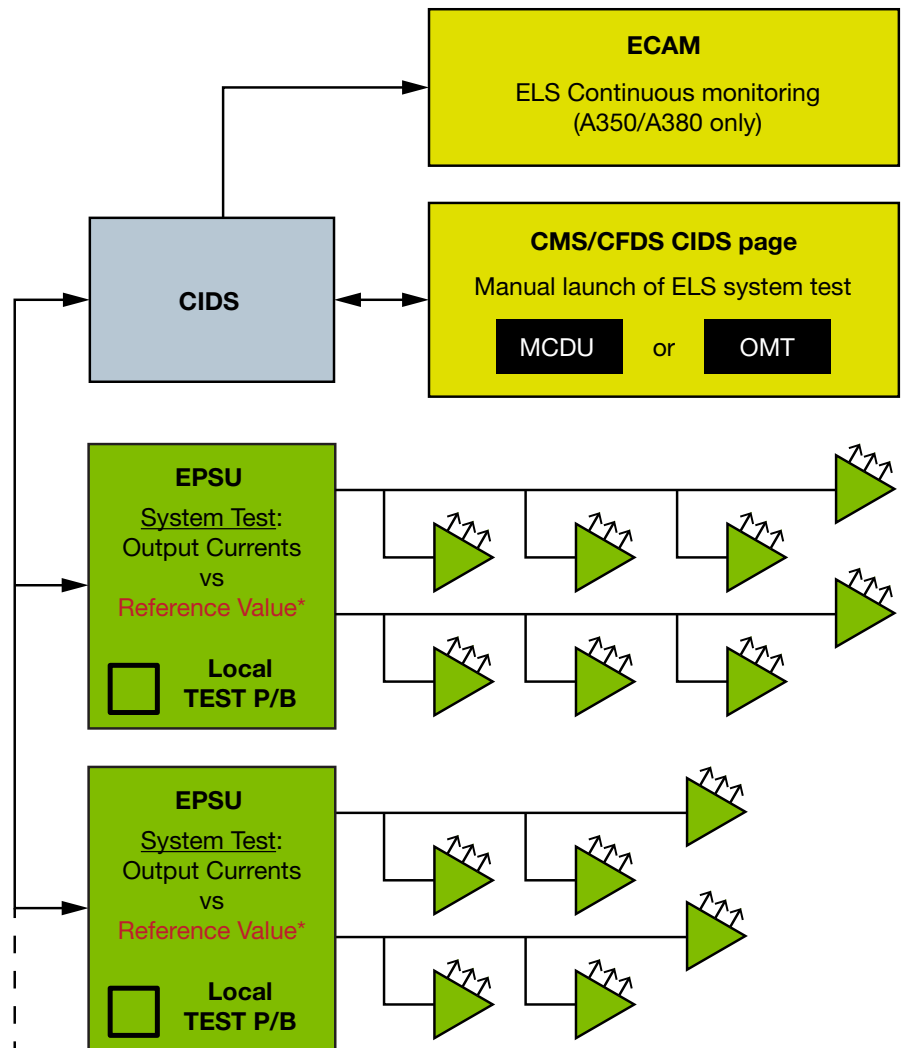 ECAM
ELS Continuous monitoring
(A350/A380 only)
CIDS
CMS/CFDS CIDS page
Manual launch of ELS system test
MCDU or OMT
EPSU
System Test:
Output Currents
vs
Reference Value*
Local
TEST P/B
EPSU
System Test:
Output Currents
vs
Reference Value*
Local
TEST P/B